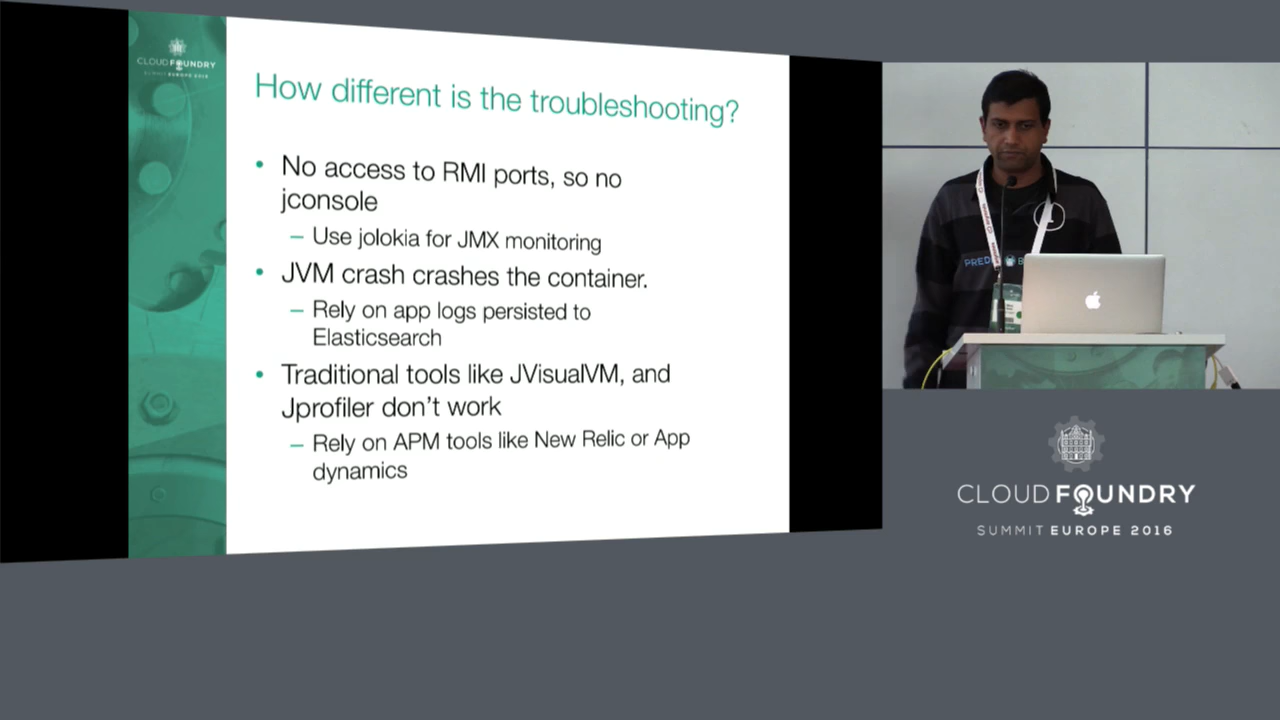 CLOUD FOUNDRY
SUMMIT EUROPE 2016
How different is the troubleshooting?
• No access to RMI ports, so no
jconsole
– Use jolokia for JMX monitoring
• JVM crash crashes the container.
– Rely on app logs persisted to
Elasticsearch
• Traditional tools like JVisualVM, and
Jprofiler don't work
– Rely on APM tools like New Relic or App
dynamics
CLOUD FOUNDRY
SUMMIT EUROPE 2016